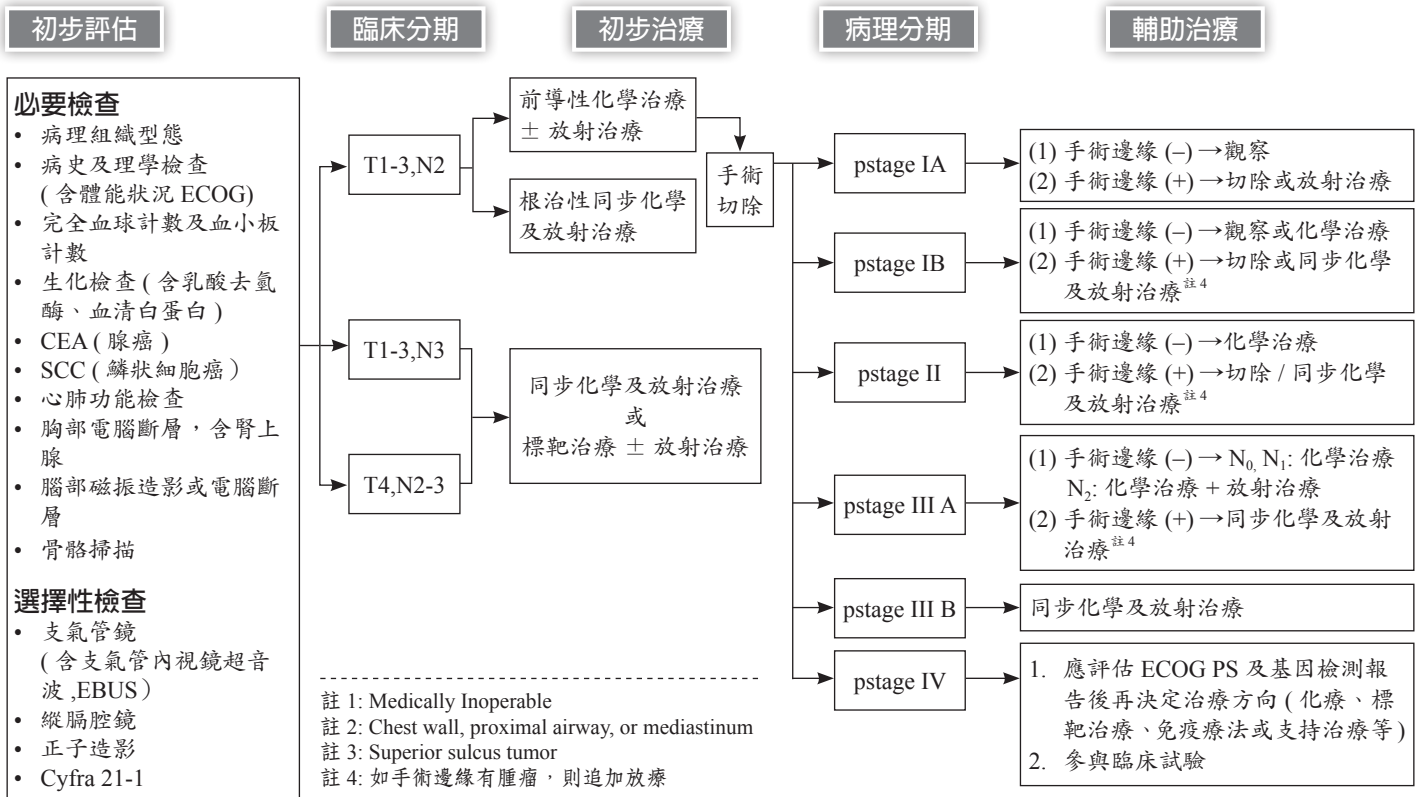 初步評估
臨床分期
初步治療
病理分期
輔助治療
必要檢查
• 病理組織型態
• 病史及理學檢查
( 含體能狀況 ECOG)
• 完全血球計數及血小板
計數
• 生化檢查 ( 含乳酸去氫
酶、血清白蛋白 )
• CEA ( 腺癌 )
• SCC ( 鱗狀細胞癌）
• 心肺功能檢查
• 胸部電腦斷層，含腎上
腺
• 腦部磁振造影或電腦斷
層
• 骨骼掃描
選擇性檢查
• 支氣管鏡
( 含支氣管內視鏡超音
波 ,EBUS）
• 縱膈腔鏡
• 正子造影
• Cyfra 21-1
T1-3,N2
T1-3,N3
T4,N2-3
前導性化學治療
± 放射治療
根治性同步化學
及放射治療
手術
切除
同步化學及放射治療
或
標靶治療 ± 放射治療
pstage IA
(1) 手術邊緣 (–) →觀察
(2) 手術邊緣 (+) →切除或放射治療
pstage IB
(1) 手術邊緣 (–) →觀察或化學治療
(2) 手術邊緣 (+) →切除或同步化學
及放射治療註 4
pstage II
(1) 手術邊緣 (–) →化學治療
(2) 手術邊緣 (+) →切除 / 同步化學
及放射治療註 4
pstage III A
(1) 手術邊緣 (–) → N0, N1: 化學治療
N2: 化學治療 + 放射治療
(2) 手術邊緣 (+) →同步化學及放射
治療註 4
pstage III B
同步化學及放射治療
pstage IV
1. 應評估 ECOG PS 及基因檢測報
告後再決定治療方向 ( 化療、標
靶治療、免疫療法或支持治療等 )
2. 參與臨床試驗
註 1: Medically Inoperable
註 2: Chest wall, proximal airway, or mediastinum
註 3: Superior sulcus tumor
註 4: 如手術邊緣有腫瘤，則追加放療